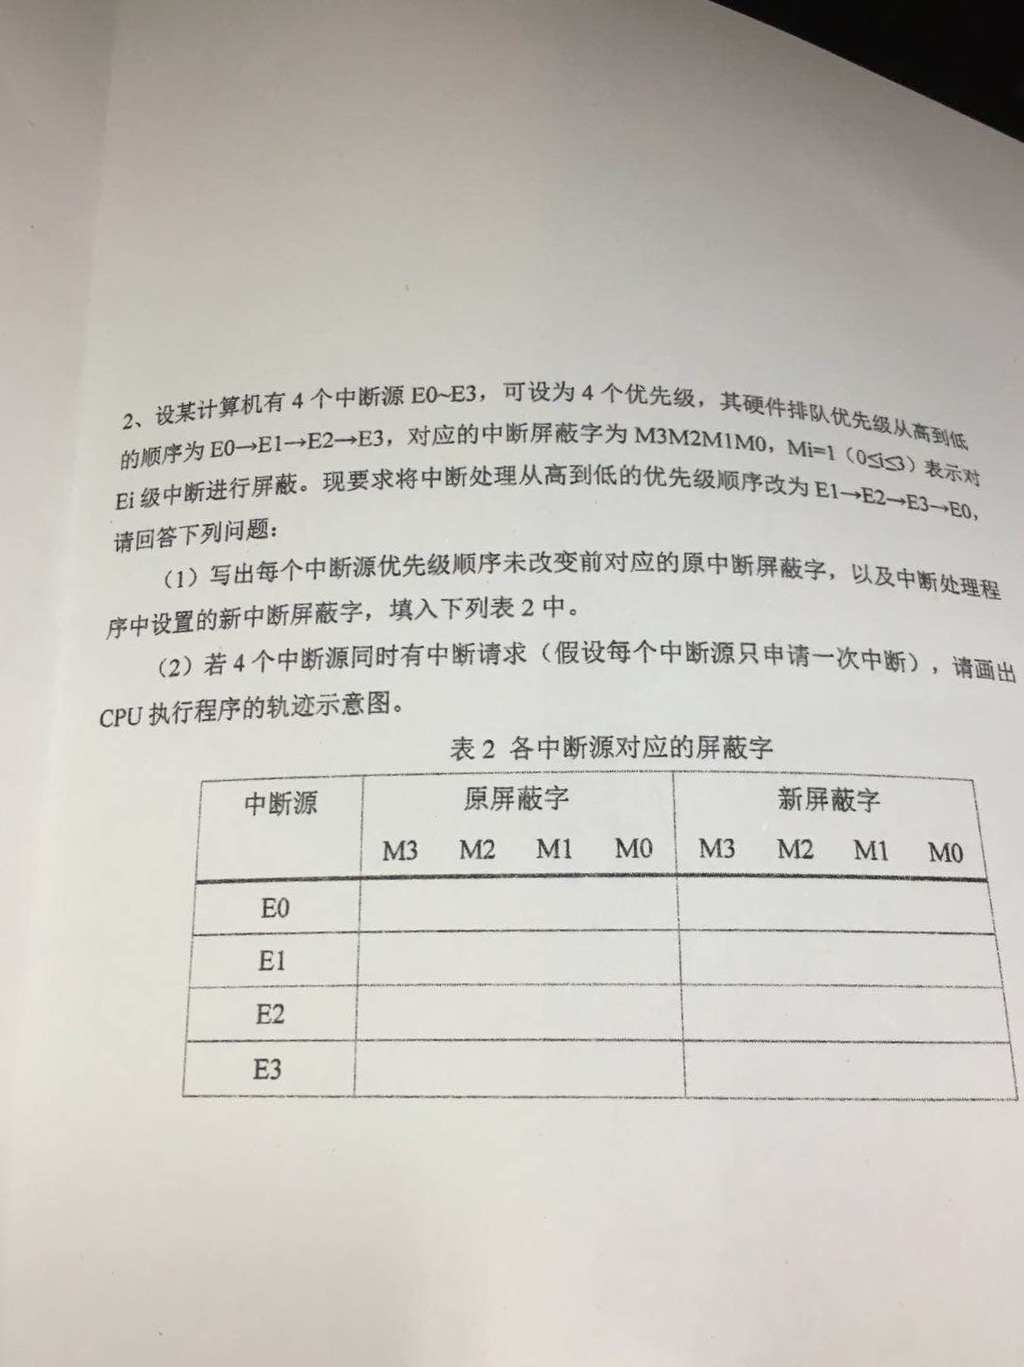 2、设某计算机有 4 个中断源 E0~E3，可设为 4 个优先级，其硬件排队优先级从高到低
的顺序为 E0→E1→E2→E3，对应的中断屏蔽字为 M3M2M1M0，Mi=1（0≤i≤3）表示对
Ei 级中断进行屏蔽。现要求将中断处理从高到低的优先级顺序改为 E1→E2→E3→E0，
请回答下列问题：
（1）写出每个中断源优先级顺序未改变前对应的原中断屏蔽字，以及中断处理程
序中设置的新中断屏蔽字，填入下列表 2 中。
（2）若 4 个中断源同时有中断请求（假设每个中断源只申请一次中断），请画出
CPU 执行程序的轨迹示意图。
表 2 各中断源对应的屏蔽字
中断源 原屏蔽字 新屏蔽字
M3 M2 M1 M0 M3 M2 M1 M0
E0
E1
E2
E3